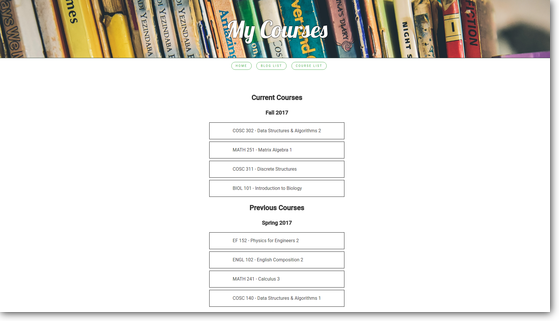 My Courses
HOME BLOG LIST COURSE LIST
Current Courses
Fall 2017
COSC 302 - Data Structures & Algorithms 2
MATH 251 - Matrix Algebra 1
COSC 311 - Discrete Structures
BIOL 101 - Introduction to Biology
Previous Courses
Spring 2017
EF 152 - Physics for Engineers 2
ENGL 102 - English Composition 2
MATH 241 - Calculus 3
COSC 140 - Data Structures & Algorithms 1